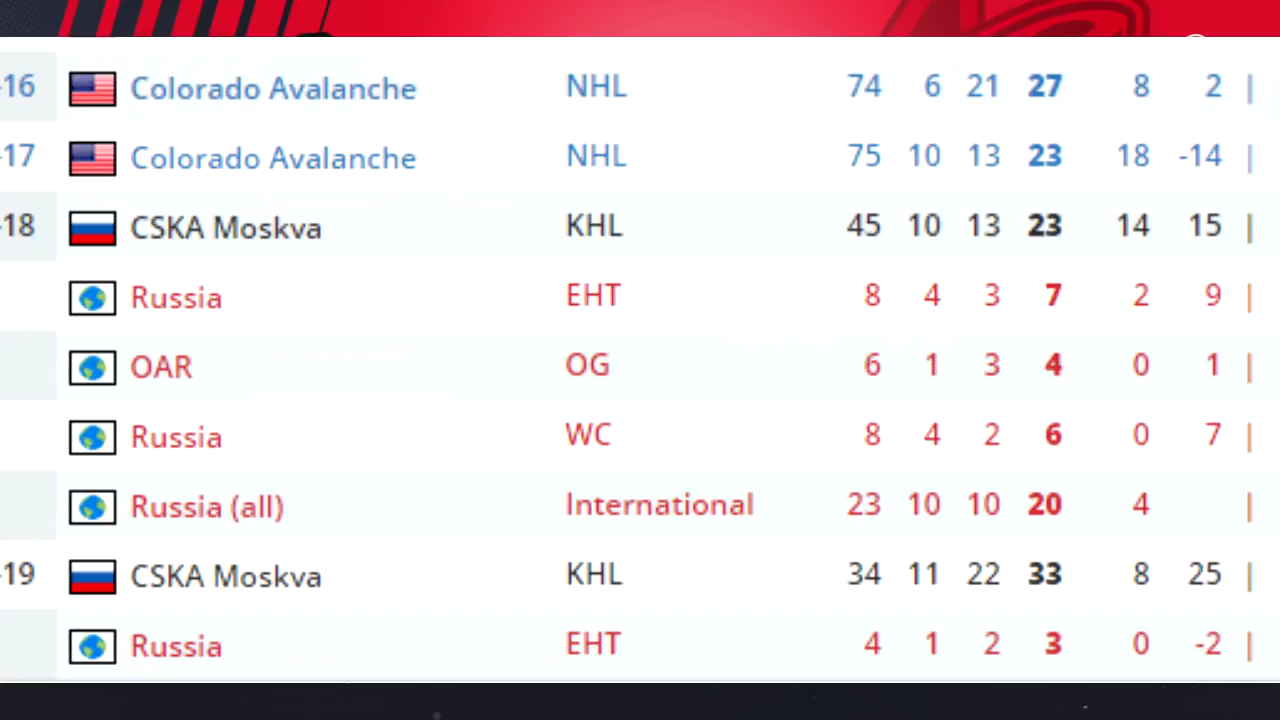 -16 Colorado Avalanche NHL 74 6 21 27 8 2 |
-17 Colorado Avalanche NHL 75 10 13 23 18 -14 |
-18 CSKA Moskva KHL 45 10 13 23 14 15 |
Russia EHT 8 4 3 7 2 9 |
OAR OG 6 1 3 4 0 1 |
Russia WC 8 4 2 6 0 7 |
Russia (all) International 23 10 10 20 4 |
-19 CSKA Moskva KHL 34 11 22 33 8 25 |
Russia EHT 4 1 2 3 0 -2 |